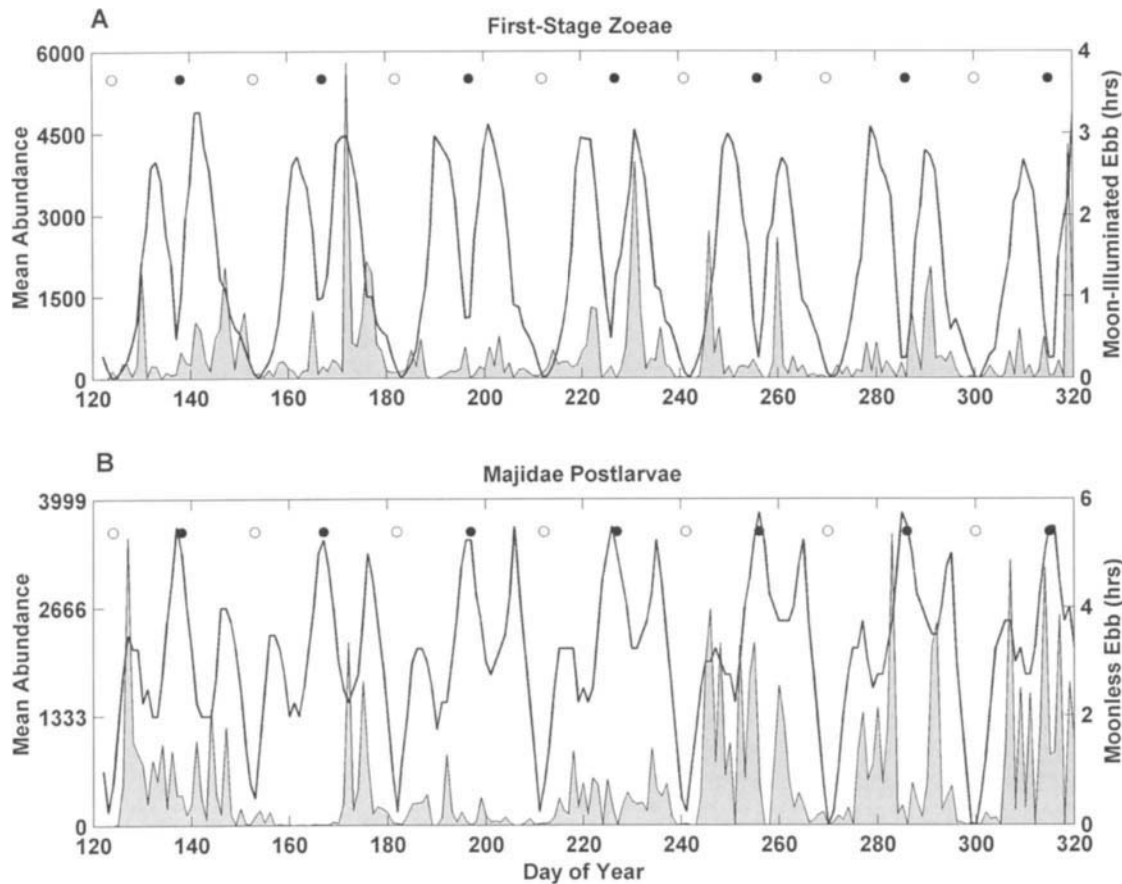 A
First-Stage Zoeae
6000
4500
3000
1500
0
Mean Abundance
4
3
2
1
0
Moon-Illuminated Ebb (hrs)
120 140 160 180 200 220 240 260 280 300 320
B
Majidae Postlarvae
3999
2666
1333
0
Mean Abundance
6
4
2
0
Moonless Ebb (hrs)
120 140 160 180 200 220 240 260 280 300 320
Day of Year